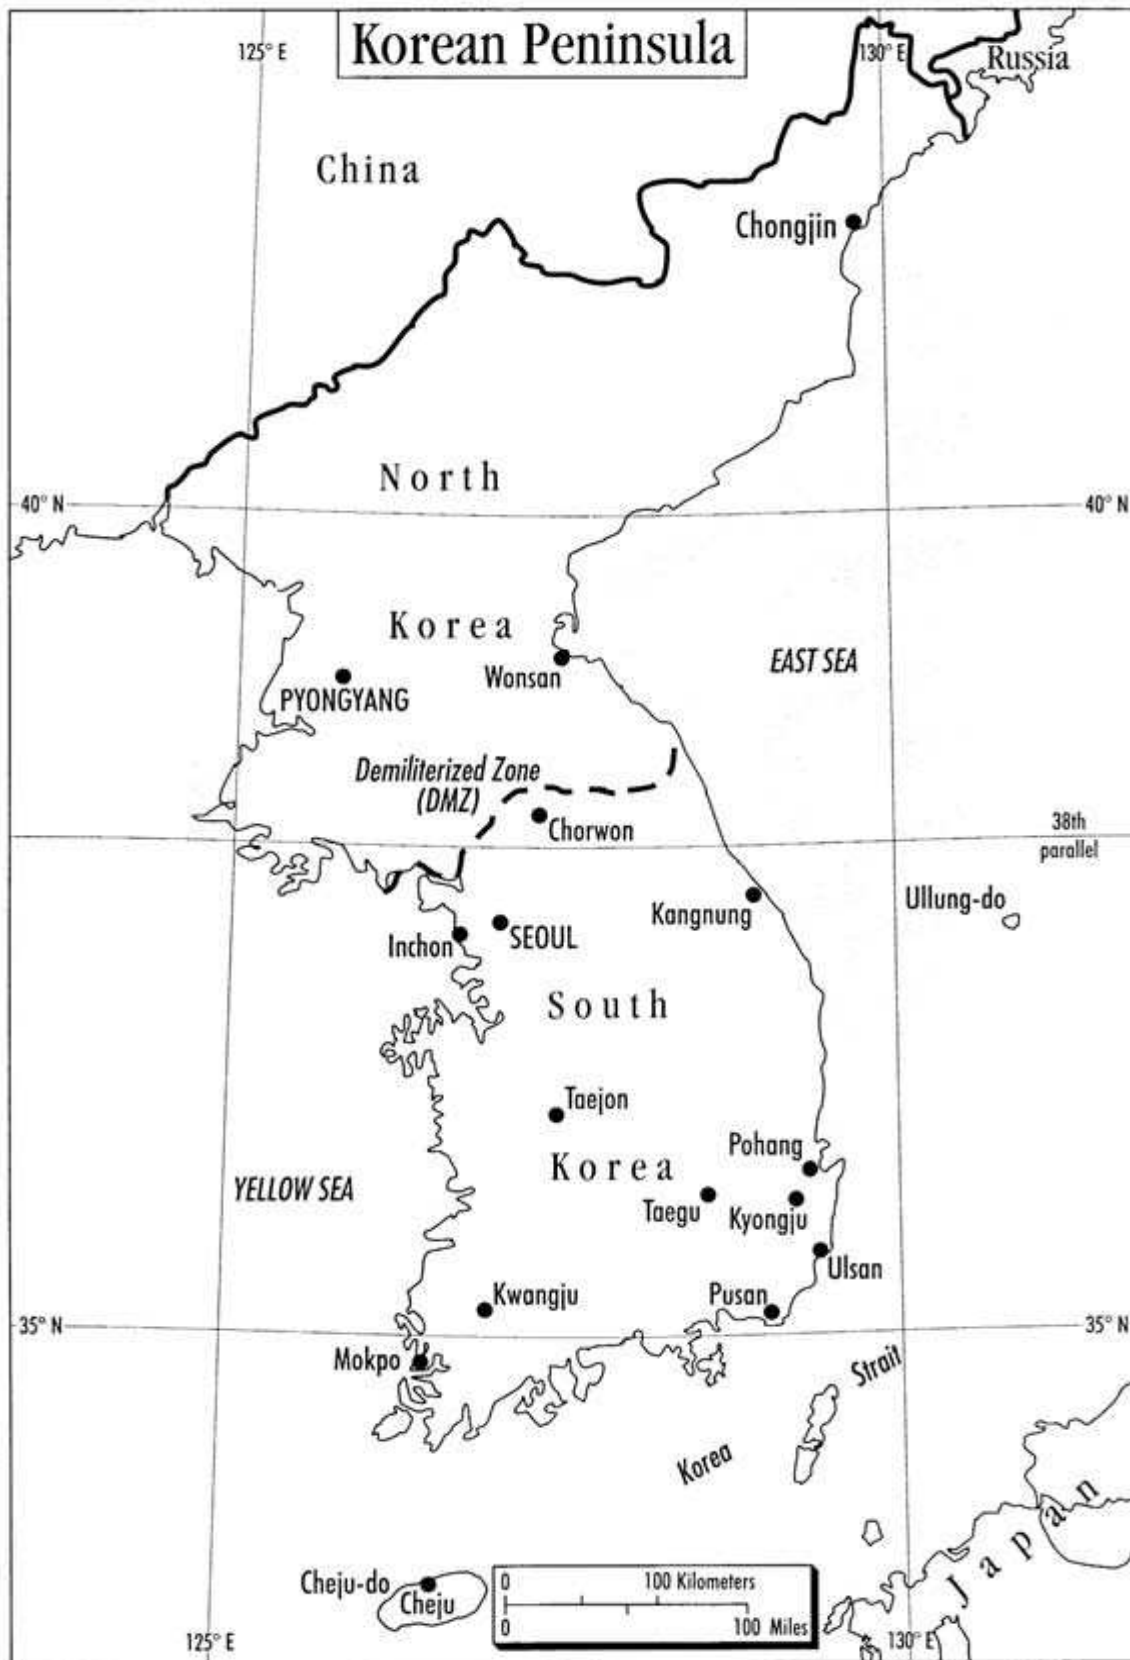 Korean Peninsula
125° E
130° E
Russia
China
Chongjin
North
40° N
40° N
Korea
EAST SEA
Wonsan
PYONGYANG
Demiliterized Zone
(DMZ)
Chorwon
38th
parallel
Kangnung
Ullung-do
Inchon
SEOUL
South
Taejon
Pohang
Korea
YELLOW SEA
Taegu
Kyongju
Ulsan
Kwangju
Pusan
35° N
35° N
Mokpo
Korea Strait
Japan
Cheju-do
Cheju
0 100 Kilometers
0 100 Miles
125° E
130° E